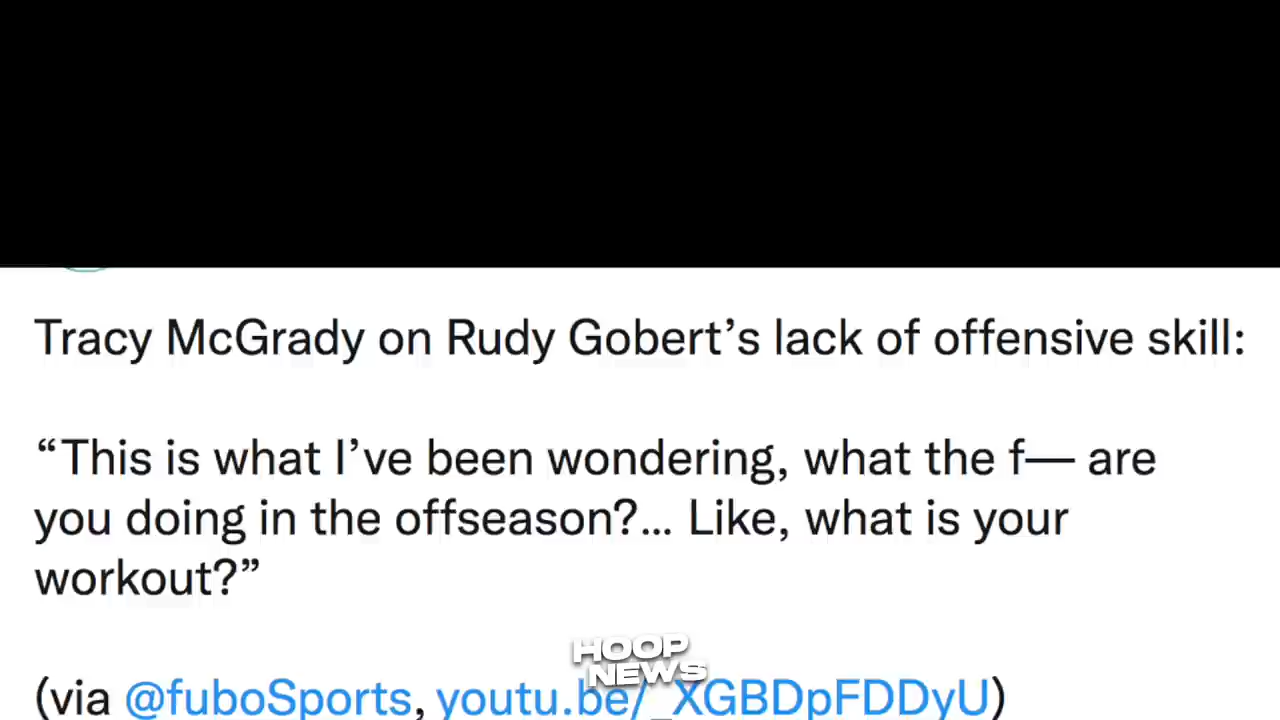 Tracy McGrady on Rudy Gobert’s lack of offensive skill:
“This is what I’ve been wondering, what the f— are
you doing in the offseason?... Like, what is your
workout?”
HOOP
NEWS
(via @fuboSports, youtu.be/_XGBDpFDDyU)